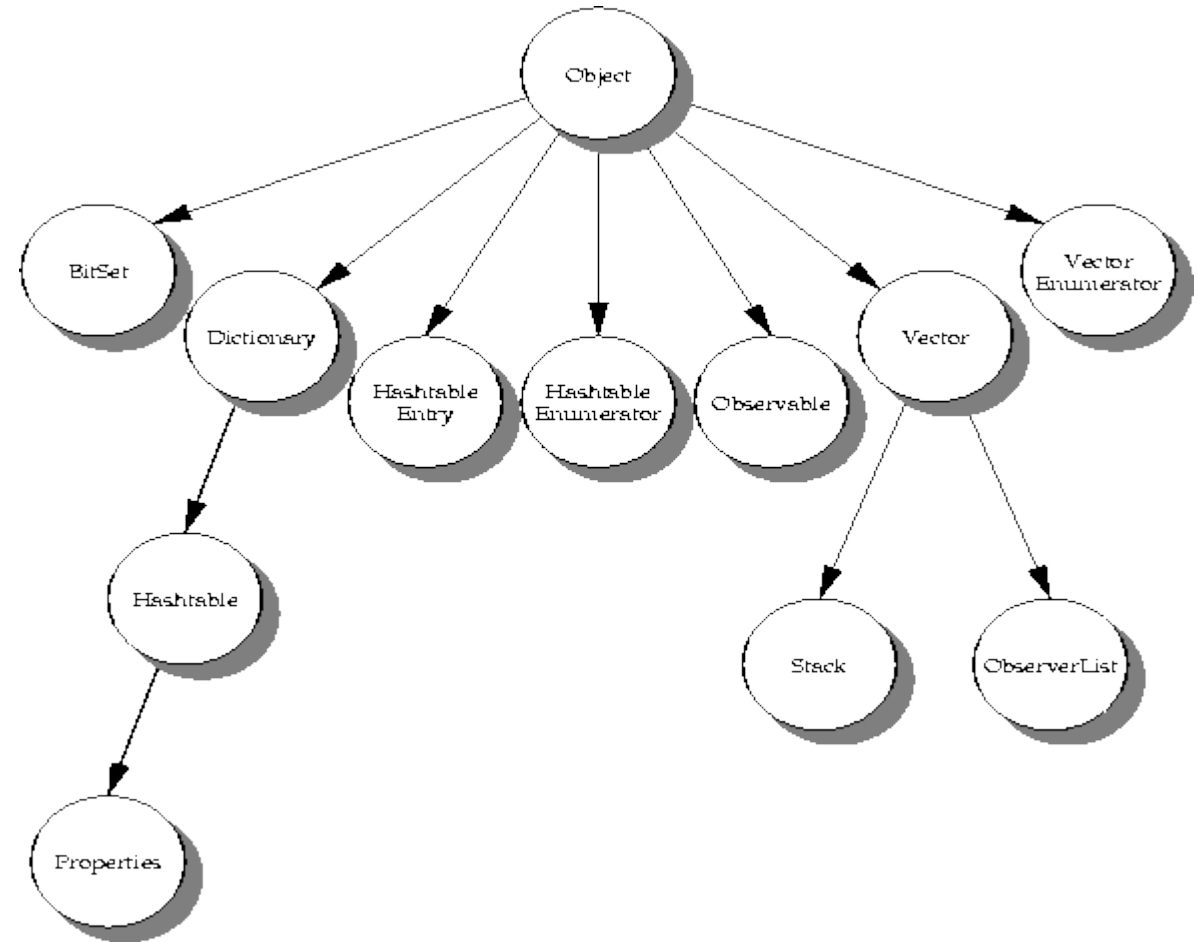 Object
BitSet
Vector
Enumerator
Dictionary
Vector
Hashtable
Entry
Hashtable
Enumerator
Observable
Hashtable
Stack
ObserverList
Properties